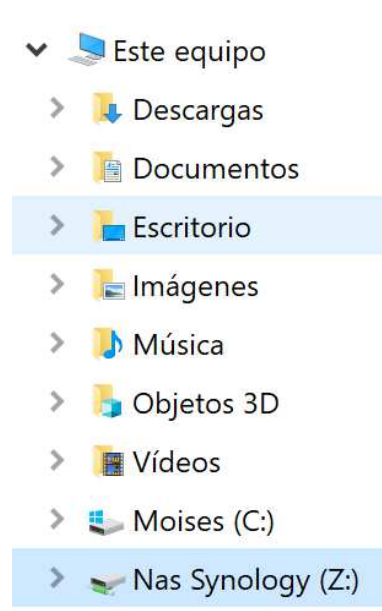 Este equipo
Descargas
Documentos
Escritorio
Imágenes
Música
Objetos 3D
Vídeos
Moises (C:)
Nas Synology (Z:)